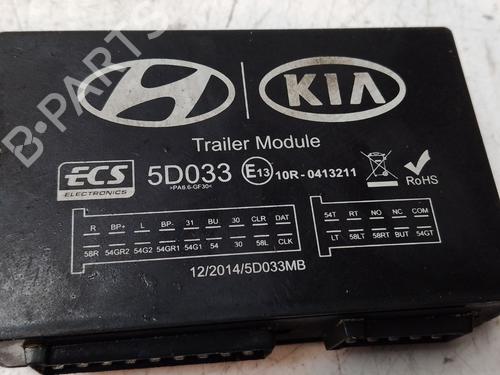 B-PARTS
KIA
Trailer Module
ECS
ELECTRONICS
5D033
>PA6.6-GF30<
E13
10R-0413211
RoHS
R BP+ L BP- 31 BU 30 CLR DAT
58R 54GR2 54G2 54GR1 54G1 54 30 58L CLK
54T RT NO NC COM
LT 58LT 58RT BUT 54GT
12/2014/5D033MB